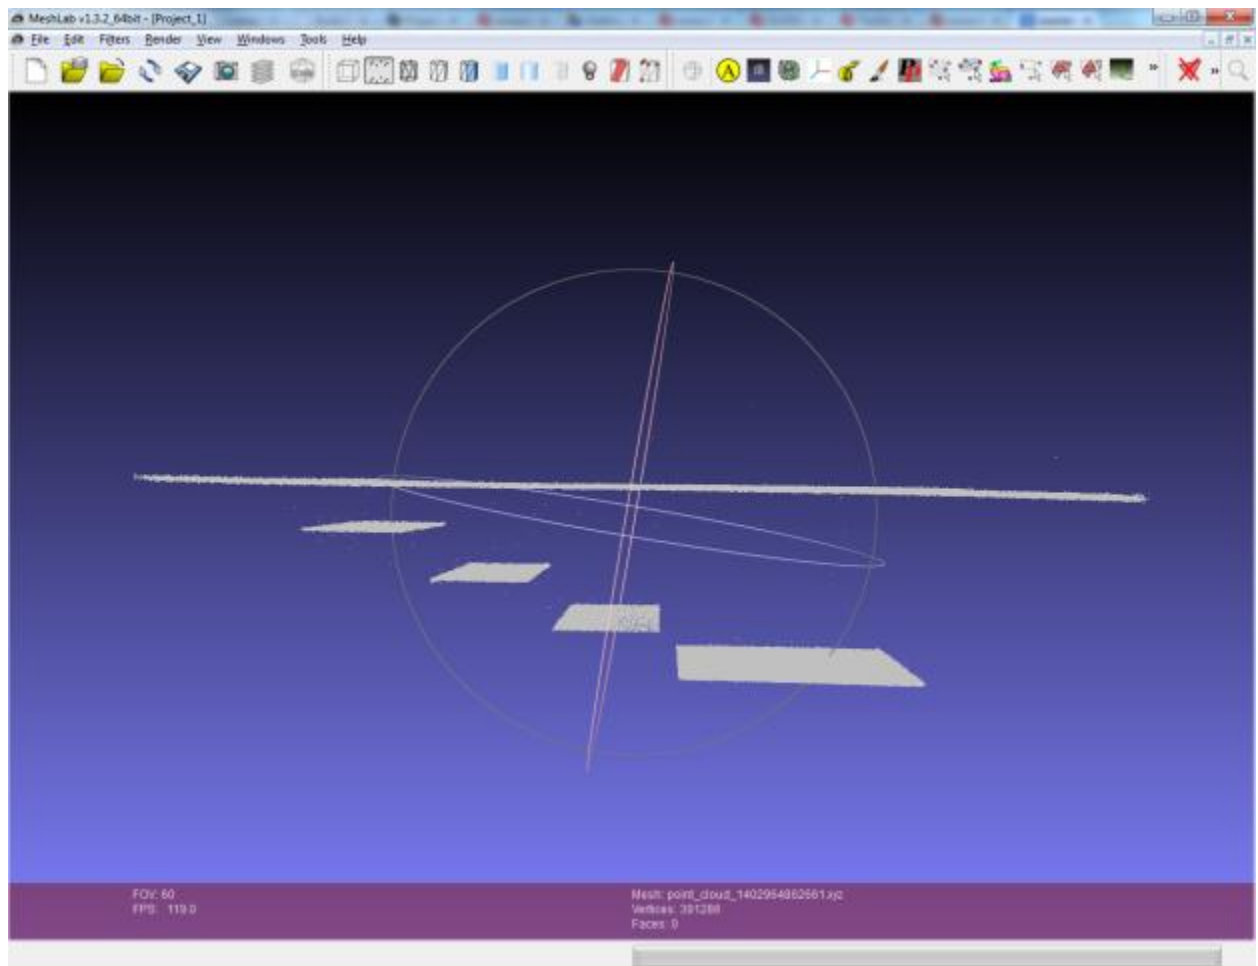 MeshLab v1.3.2_64bit - [Project_1]
File Edit Filters Render View Windows Tools Help
A
FOV: 60
FPS: 119.0
Mesh: point_cloud_1402964862661.xyz
Vertices: 391288
Faces: 0